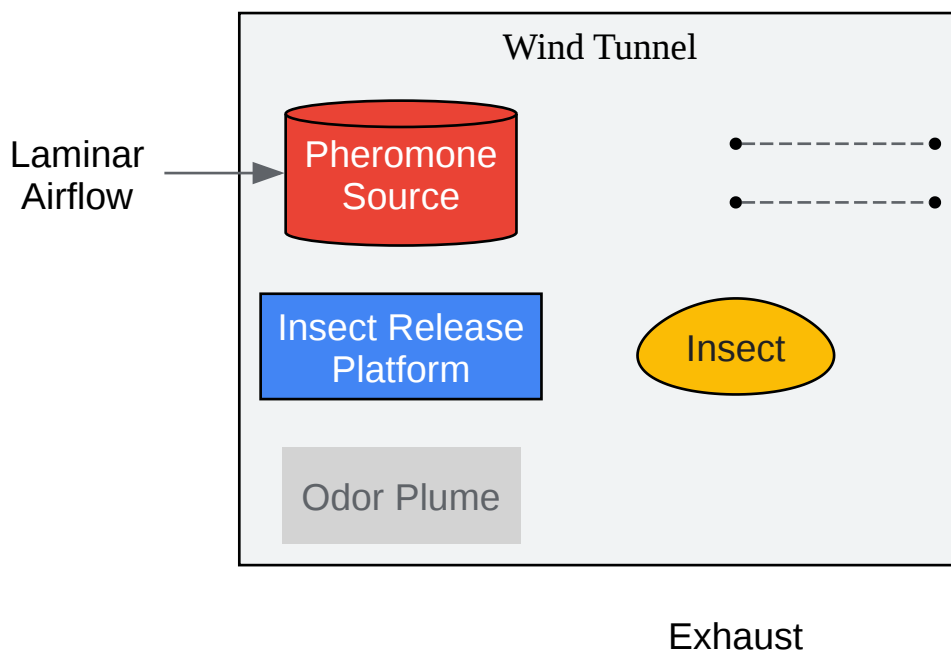 Wind Tunnel
Laminar
Airflow
Pheromone
Source
Insect Release
Platform
Insect
Odor Plume
Exhaust